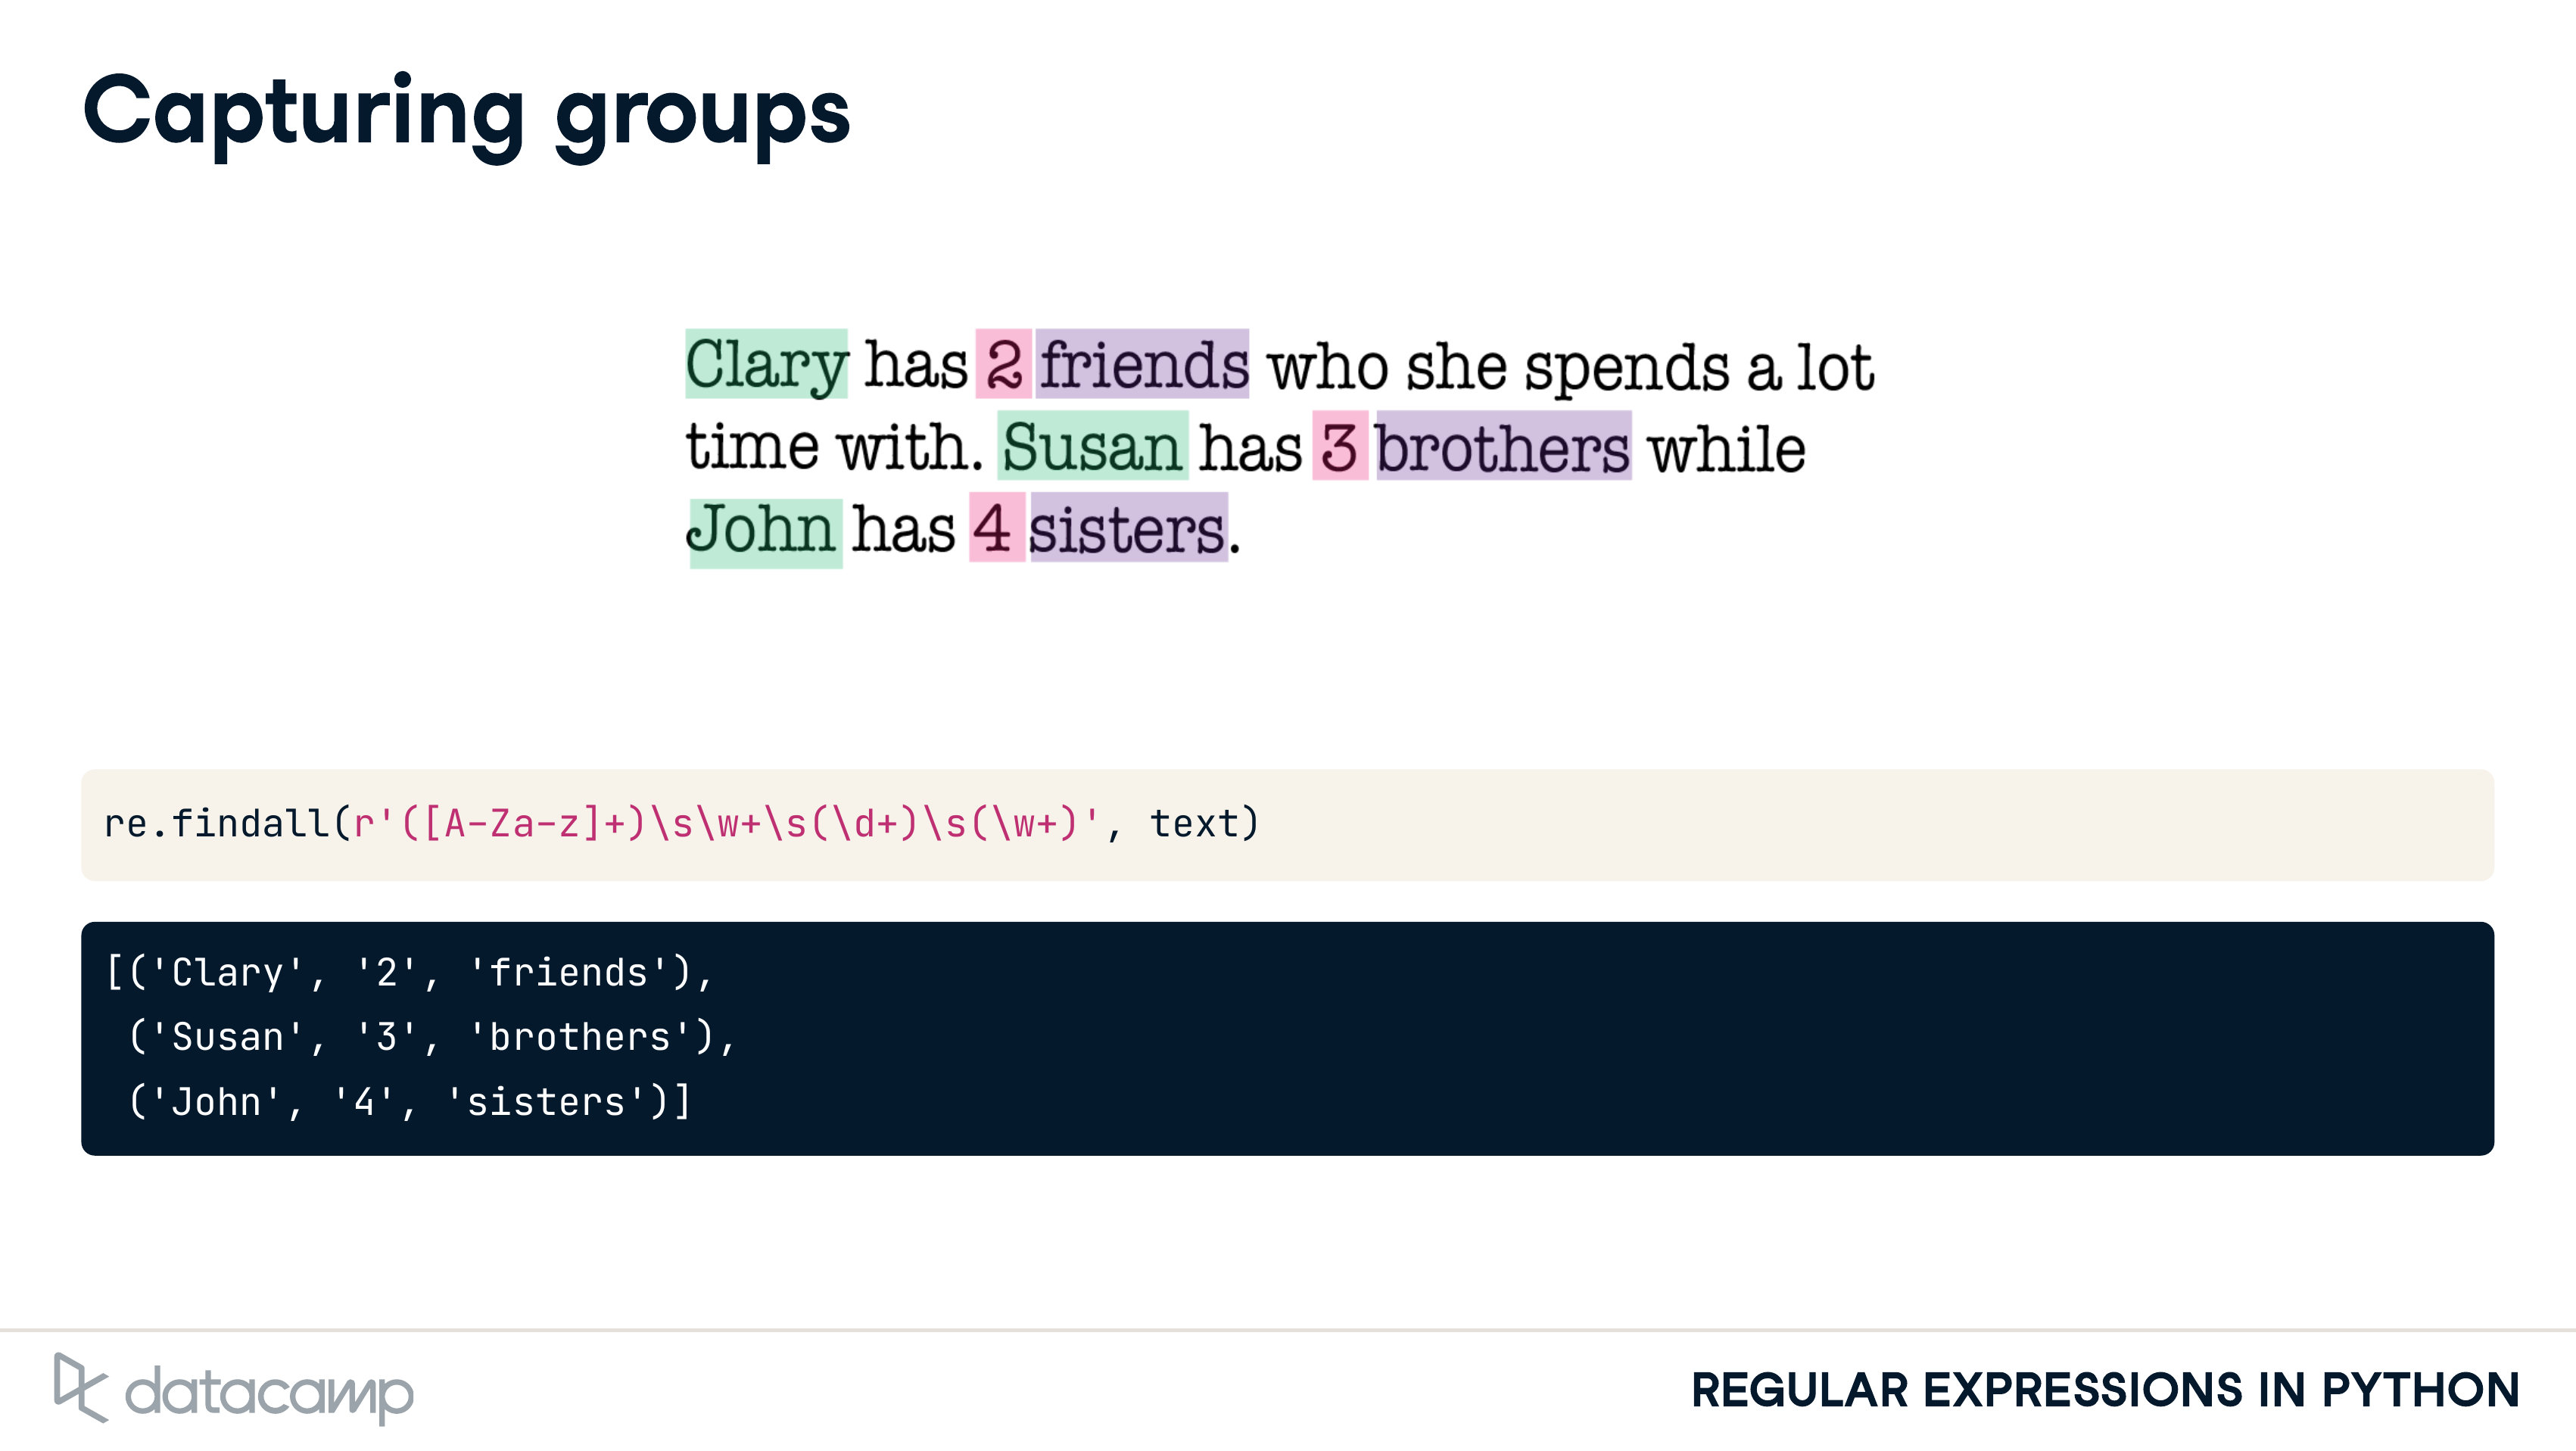 Capturing groups
Clary has 2 friends who she spends a lot
time with. Susan has 3 brothers while
John has 4 sisters.
re.findall(r'([A-Za-z]+)\s\w+\s(\d+)\s(\w+)', text)
[('Clary', '2', 'friends'),
 ('Susan', '3', 'brothers'),
 ('John', '4', 'sisters')]
datacamp
REGULAR EXPRESSIONS IN PYTHON